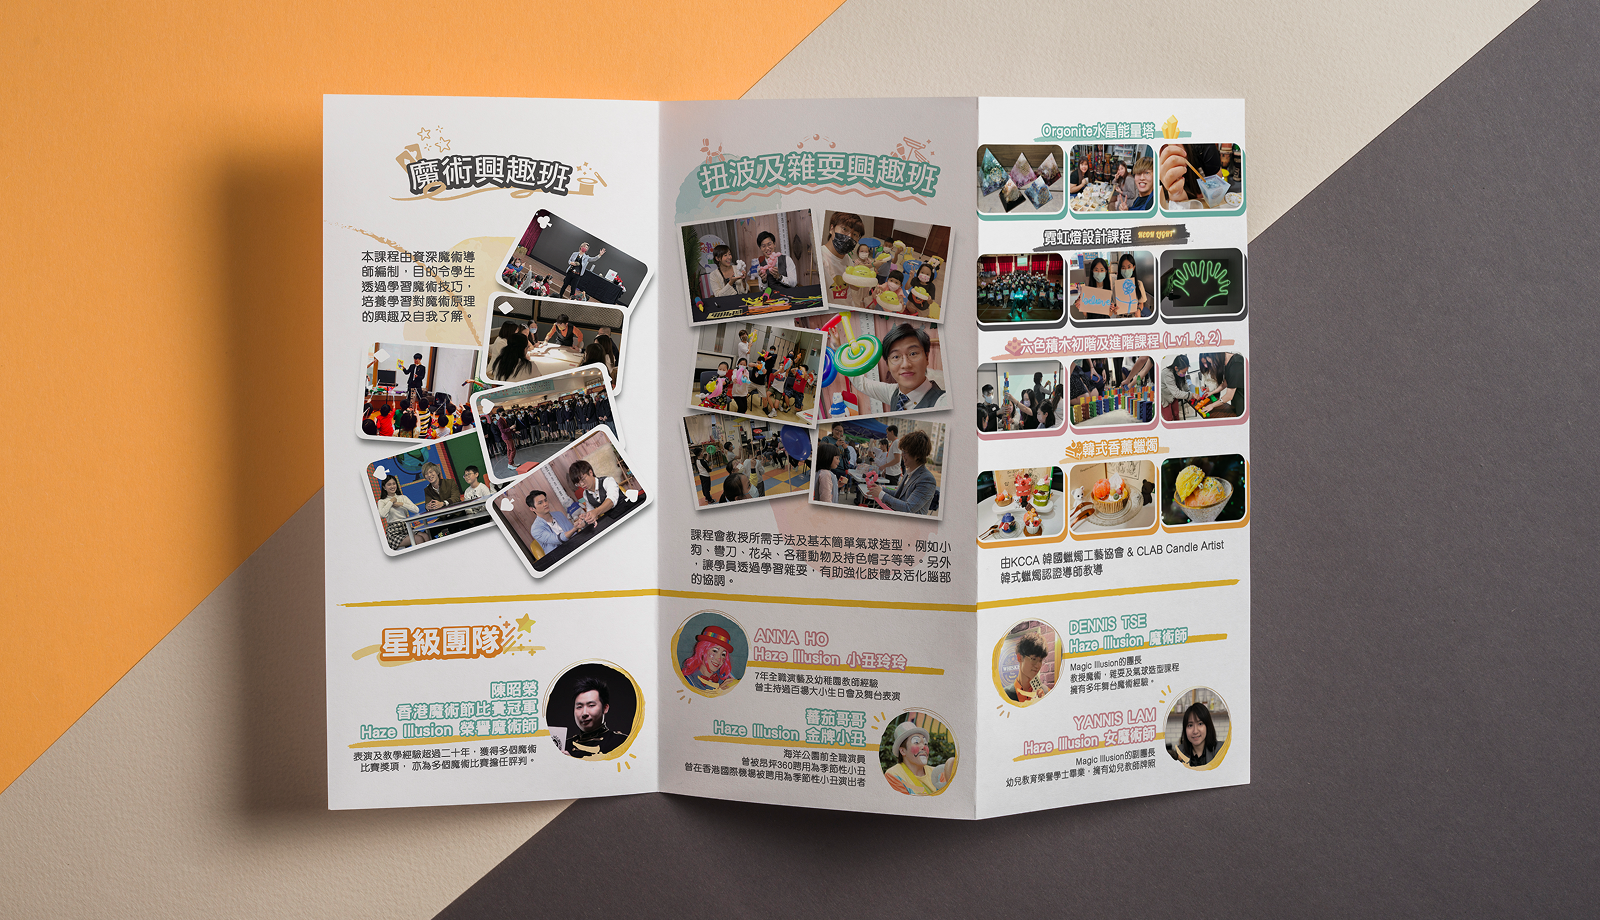 魔術興趣班
本課程由資深魔術導
師編制，目的令學生
透過學習魔術技巧，
培養學習對魔術原理
的興趣及自我了解。
扭波及雜耍興趣班
課程會教授所需手法及基本簡單氣球造型，例如小
狗、彎刀、花朵、各種動物及持色帽子等等。另外
，讓學員透過學習雜耍，有助強化肢體及活化腦部
的協調。
Orgonite水晶能量塔
霓虹燈設計課程 NEON LIGHT
六色積木初階及進階課程 (Lv1 & 2)
韓式香薰蠟燭
由KCCA 韓國蠟燭工藝協會 & CLAB Candle Artist
韓式蠟燭認證導師教導
星級團隊
陳昭榮
香港魔術節比賽冠軍
Haze Illusion 榮譽魔術師
表演及教學經驗超過二十年，獲得多個魔術
比賽獎項，亦為多個魔術比賽擔任評判。
ANNA HO
Haze Illusion 小丑玲玲
7年全職演藝及幼稚園教師經驗
曾主持過百場大小生日會及舞台表演
蕃茄哥哥
Haze Illusion 金牌小丑
海洋公園前全職演員
曾被昂坪360聘用為季節性小丑
曾在香港國際機場被聘用為季節性小丑演出者
DENNIS TSE
Haze Illusion 魔術師
Magic Illusion的團長
教授魔術，雜耍及氣球造型課程
擁有多年舞台魔術經驗。
YANNIS LAM
Haze Illusion 女魔術師
Magic Illusion的副團長
幼兒教育榮譽學士畢業，擁有幼兒教師牌照